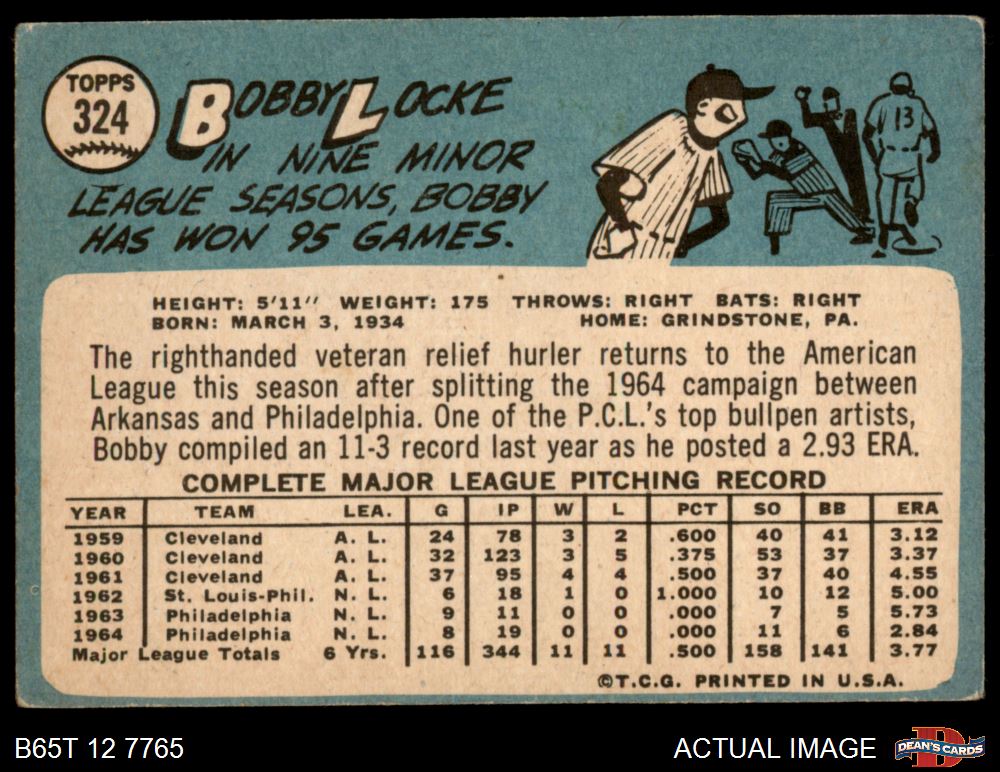 TOPPS
324
BOBBY LOCKE
IN NINE MINOR
LEAGUE SEASONS, BOBBY
HAS WON 95 GAMES.
13
HEIGHT: 5'11" WEIGHT: 175 THROWS: RIGHT BATS: RIGHT
BORN: MARCH 3, 1934 HOME: GRINDSTONE, PA.
The righthanded veteran relief hurler returns to the American
League this season after splitting the 1964 campaign between
Arkansas and Philadelphia. One of the P.C.L.'s top bullpen artists,
Bobby compiled an 11-3 record last year as he posted a 2.93 ERA.
COMPLETE MAJOR LEAGUE PITCHING RECORD
YEAR TEAM LEA. G IP W L PCT SO BB ERA
1959 Cleveland A. L. 24 78 3 2 .600 40 41 3.12
1960 Cleveland A. L. 32 123 3 5 .375 53 37 3.37
1961 Cleveland A. L. 37 95 4 4 .500 37 40 4.55
1962 St. Louis-Phil. N. L. 6 18 1 0 1.000 10 12 5.00
1963 Philadelphia N. L. 9 11 0 0 .000 7 5 5.73
1964 Philadelphia N. L. 8 19 0 0 .000 11 6 2.84
Major League Totals 6 Yrs. 116 344 11 11 .500 158 141 3.77
©T.C.G. PRINTED IN U.S.A.
B65T 12 7765 ACTUAL IMAGE
D
DEAN'S CARDS